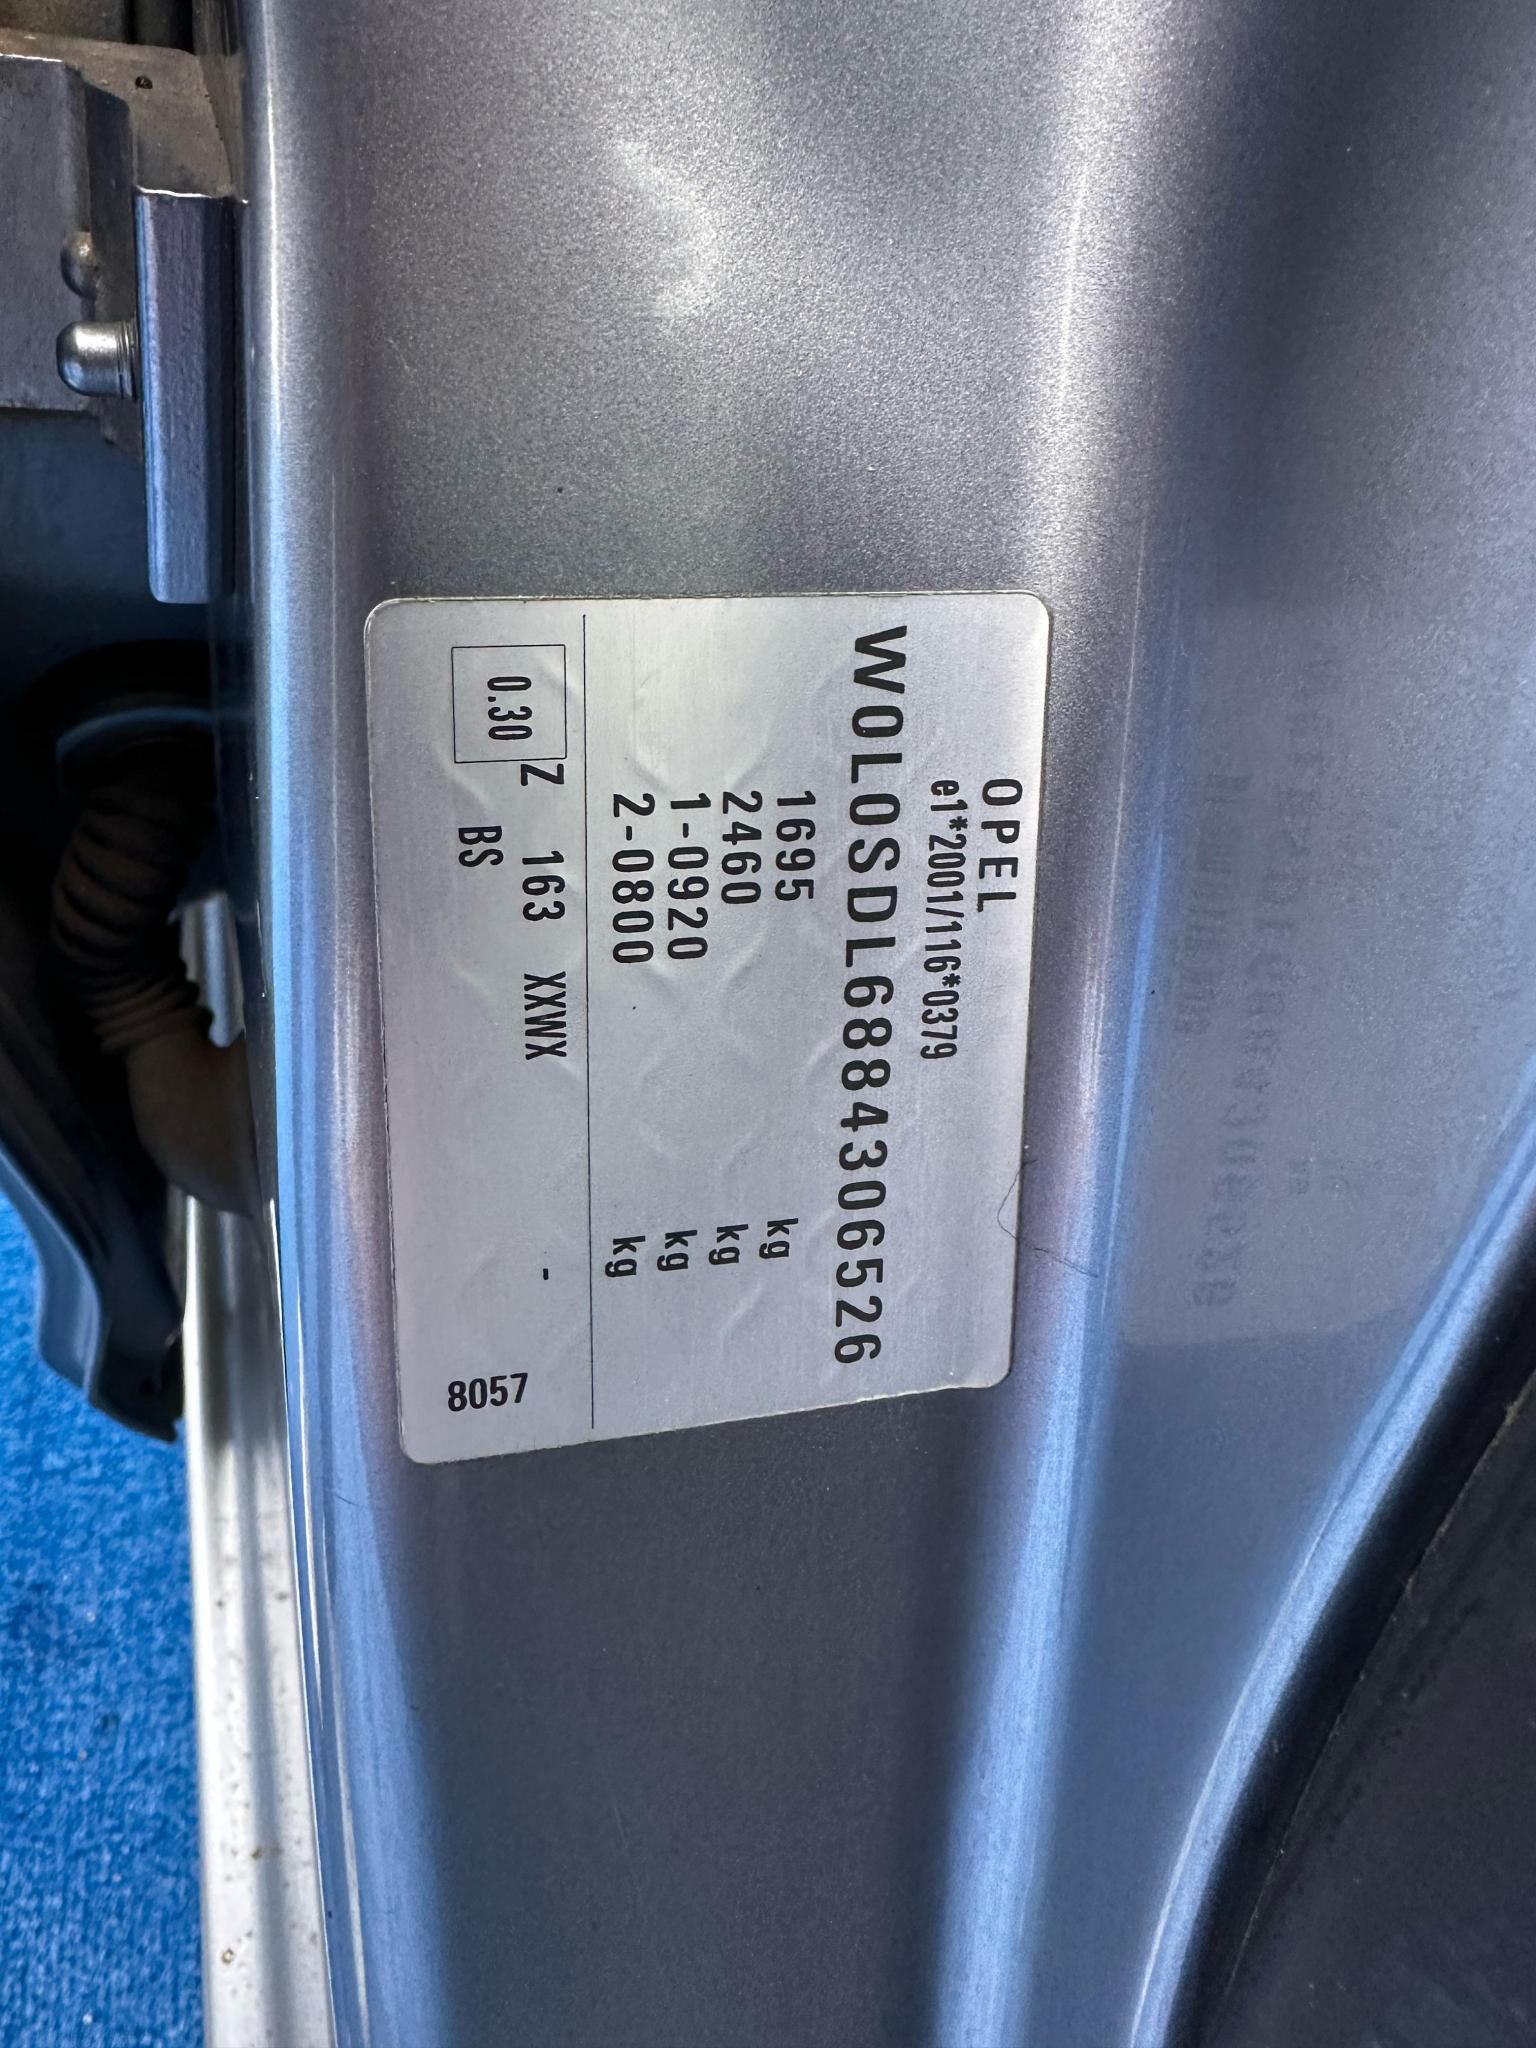 OPEL
e1*2001/116*0379
W0L0SDL6884306526
1695 kg
2460 kg
1-0920 kg
2-0800 kg
0.30 Z 163 XXWX -
BS
8057